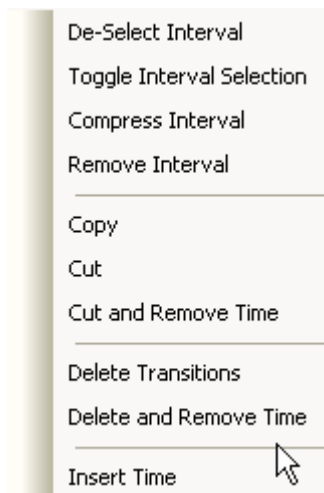 De-Select Interval
Toggle Interval Selection
Compress Interval
Remove Interval
Copy
Cut
Cut and Remove Time
Delete Transitions
Delete and Remove Time
Insert Time